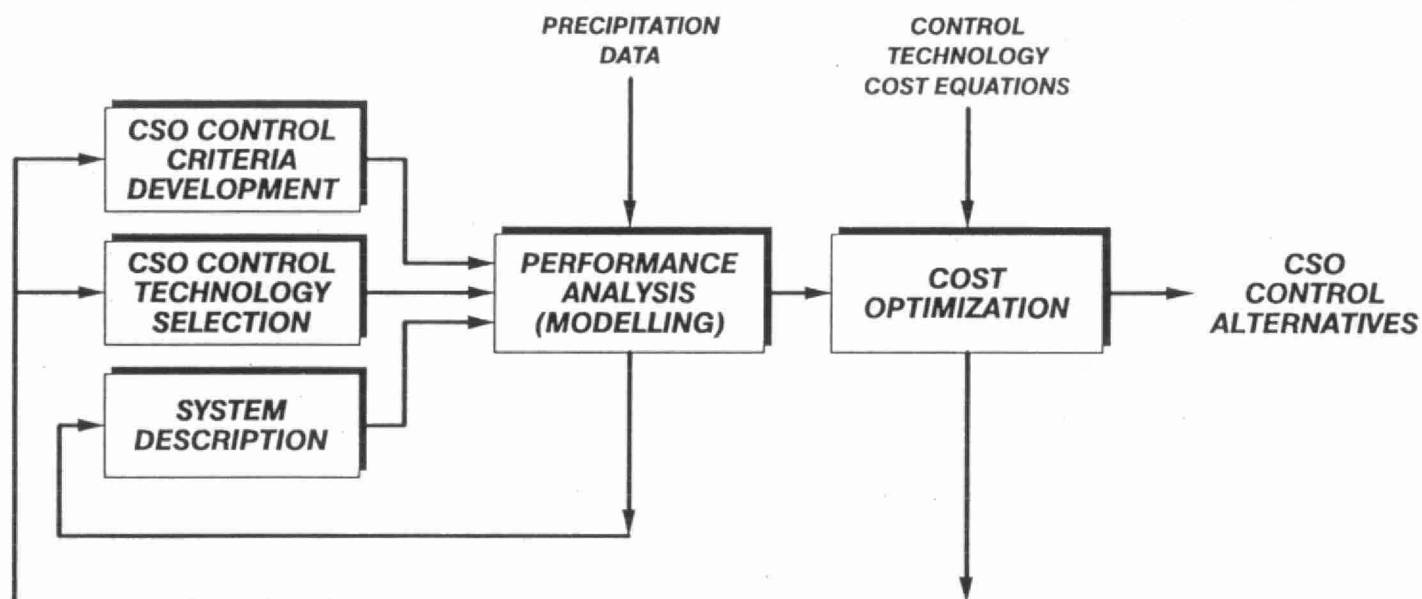 PRECIPITATION
DATA
CONTROL
TECHNOLOGY
COST EQUATIONS
CSO CONTROL
CRITERIA
DEVELOPMENT
CSO CONTROL
TECHNOLOGY
SELECTION
SYSTEM
DESCRIPTION
PERFORMANCE
ANALYSIS
(MODELLING)
COST
OPTIMIZATION
CSO
CONTROL
ALTERNATIVES